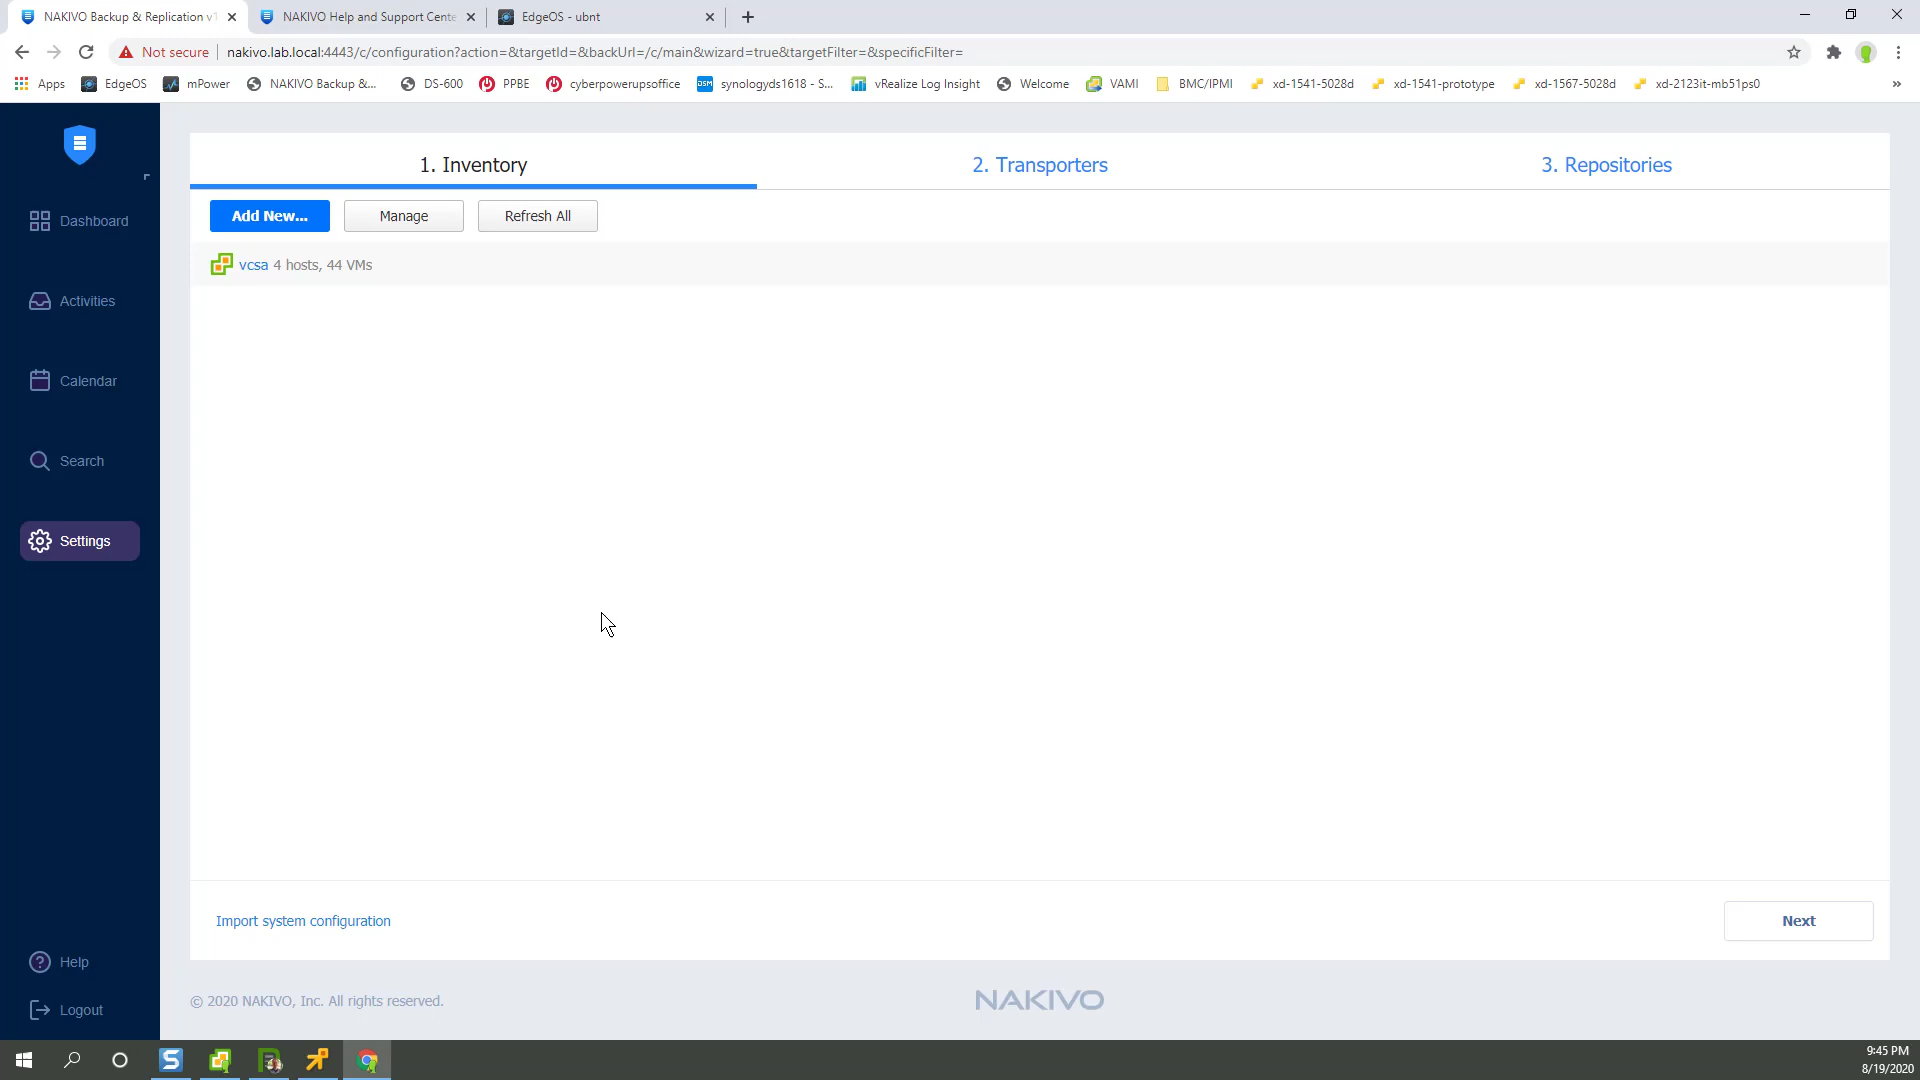 NAKIVO Backup & Replication v1
NAKIVO Help and Support Cente
EdgeOS - ubnt
Not secure
nakivo.lab.local:4443/c/configuration?action=&targetId=&backUrl=/c/main&wizard=true&targetFilter=&specificFilter=
Apps
EdgeOS
mPower
NAKIVO Backup &...
DS-600
PPBE
cyberpowerupsoffice
DSM
synologyds1618 - S...
vRealize Log Insight
Welcome
VAMI
BMC/IPMI
xd-1541-5028d
xd-1541-prototype
xd-1567-5028d
xd-2123it-mb51ps0
»
Dashboard
Activities
Calendar
Search
Settings
Help
Logout
1. Inventory
2. Transporters
3. Repositories
Add New...
Manage
Refresh All
vcsa 4 hosts, 44 VMs
Import system configuration
Next
© 2020 NAKIVO, Inc. All rights reserved.
NAKIVO
9:45 PM
8/19/2020